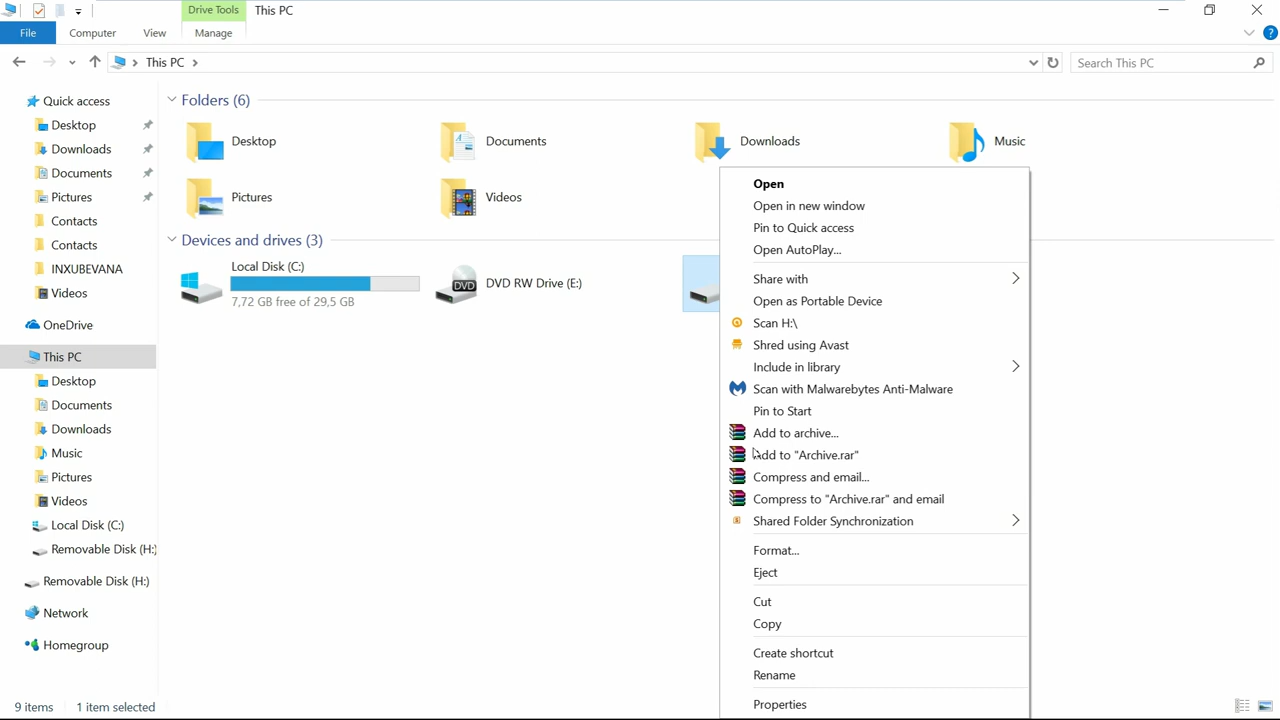 Drive Tools
This PC
File
Computer
View
Manage
This PC
Search This PC
Quick access
Desktop
Downloads
Documents
Pictures
Contacts
Contacts
INXUBEVANA
Videos
OneDrive
This PC
Desktop
Documents
Downloads
Music
Pictures
Videos
Local Disk (C:)
Removable Disk (H:)
Removable Disk (H:)
Network
Homegroup
Folders (6)
Desktop
Documents
Downloads
Music
Pictures
Videos
Devices and drives (3)
Local Disk (C:)
7,72 GB free of 29,5 GB
DVD
DVD RW Drive (E:)
Open
Open in new window
Pin to Quick access
Open AutoPlay...
Share with
Open as Portable Device
Scan H:\
Shred using Avast
Include in library
Scan with Malwarebytes Anti-Malware
Pin to Start
Add to archive...
Add to "Archive.rar"
Compress and email...
Compress to "Archive.rar" and email
Shared Folder Synchronization
Format...
Eject
Cut
Copy
Create shortcut
Rename
Properties
9 items
1 item selected